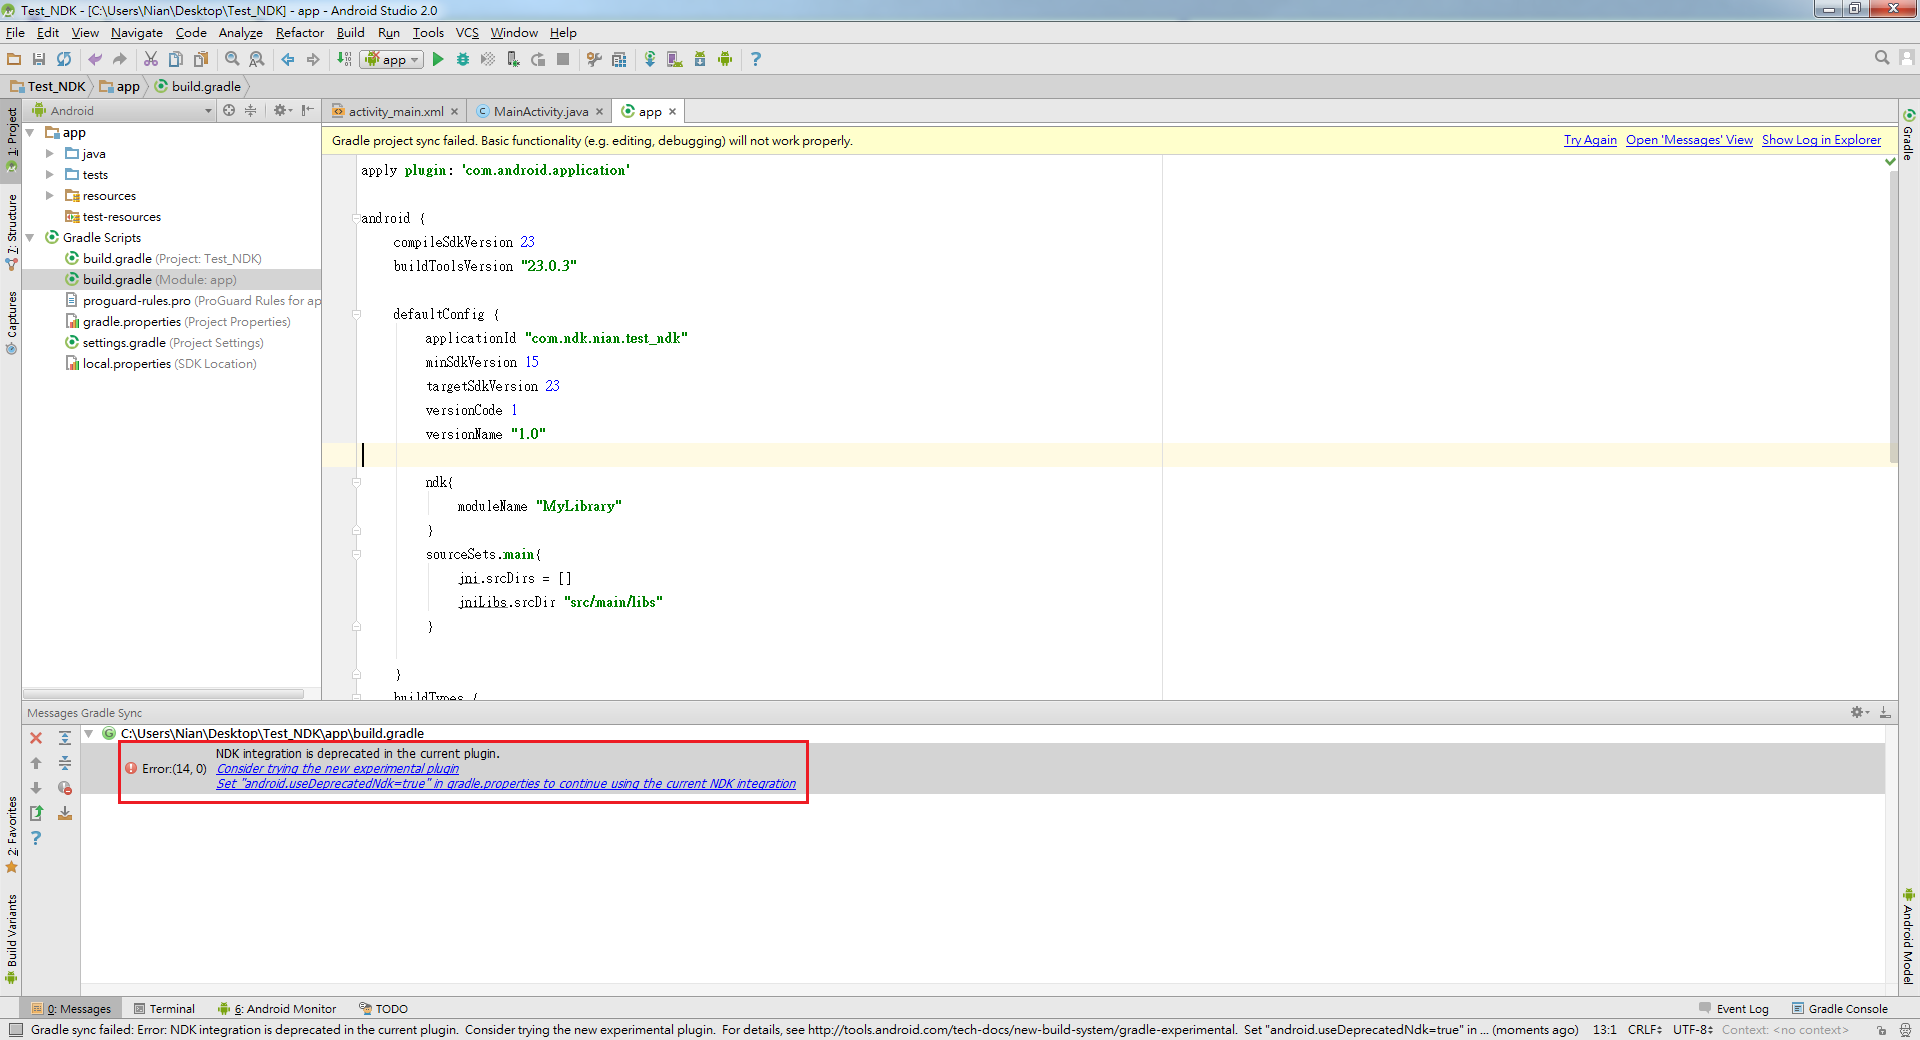 Test_NDK - [C:\Users\Nian\Desktop\Test_NDK] - app - Android Studio 2.0
File Edit View Navigate Code Analyze Refactor Build Run Tools VCS Window Help
app
Test_NDK app build.gradle
1: Project
7: Structure
Captures
2: Favorites
Build Variants
Android
app
java
tests
resources
test-resources
Gradle Scripts
build.gradle (Project: Test_NDK)
build.gradle (Module: app)
proguard-rules.pro (ProGuard Rules for ap
gradle.properties (Project Properties)
settings.gradle (Project Settings)
local.properties (SDK Location)
activity_main.xml MainActivity.java app
Gradle project sync failed. Basic functionality (e.g. editing, debugging) will not work properly. Try Again Open 'Messages' View Show Log in Explorer
apply plugin: 'com.android.application'
android {
compileSdkVersion 23
buildToolsVersion "23.0.3"
defaultConfig {
applicationId "com.ndk.nian.test_ndk"
minSdkVersion 15
targetSdkVersion 23
versionCode 1
versionName "1.0"
ndk{
moduleName "MyLibrary"
}
sourceSets.main{
jni.srcDirs = []
jniLibs.srcDir "src/main/libs"
}
}
buildTypes {
Gradle
Android Model
Messages Gradle Sync
C:\Users\Nian\Desktop\Test_NDK\app\build.gradle
NDK integration is deprecated in the current plugin.
Error:(14, 0) Consider trying the new experimental plugin
Set "android.useDeprecatedNdk=true" in gradle.properties to continue using the current NDK integration
0: Messages Terminal 6: Android Monitor TODO Event Log Gradle Console
Gradle sync failed: Error: NDK integration is deprecated in the current plugin. Consider trying the new experimental plugin. For details, see http://tools.android.com/tech-docs/new-build-system/gradle-experimental. Set "android.useDeprecatedNdk=true" in ... (moments ago) 13:1 CRLF UTF-8 Context: <no context>